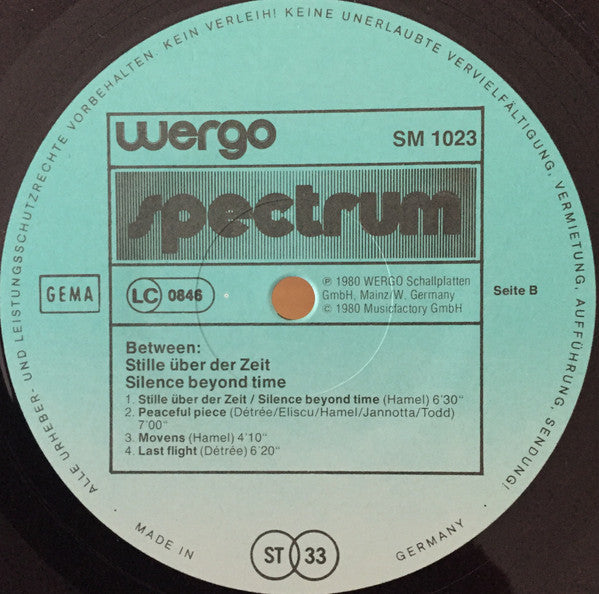 ALLE URHEBER- UND LEISTUNGSSCHUTZRECHTE VORBEHALTEN. KEIN VERLEIH! KEINE UNERLAUBTE VERVIELFÄLTIGUNG, VERMIETUNG, AUFFÜHRUNG, SENDUNG!
wergo
SM 1023
spectrum
GEMA
LC 0846
℗ 1980 WERGO Schallplatten
GmbH, Mainz/W. Germany
© 1980 Musicfactory GmbH
Seite B
Between:
Stille über der Zeit
Silence beyond time
1. Stille über der Zeit / Silence beyond time (Hamel) 6'30"
2. Peaceful piece (Détrée/Eliscu/Hamel/Jannotta/Todd)
7'00"
3. Movens (Hamel) 4'10"
4. Last flight (Détrée) 6'20"
MADE IN
ST 33
GERMANY